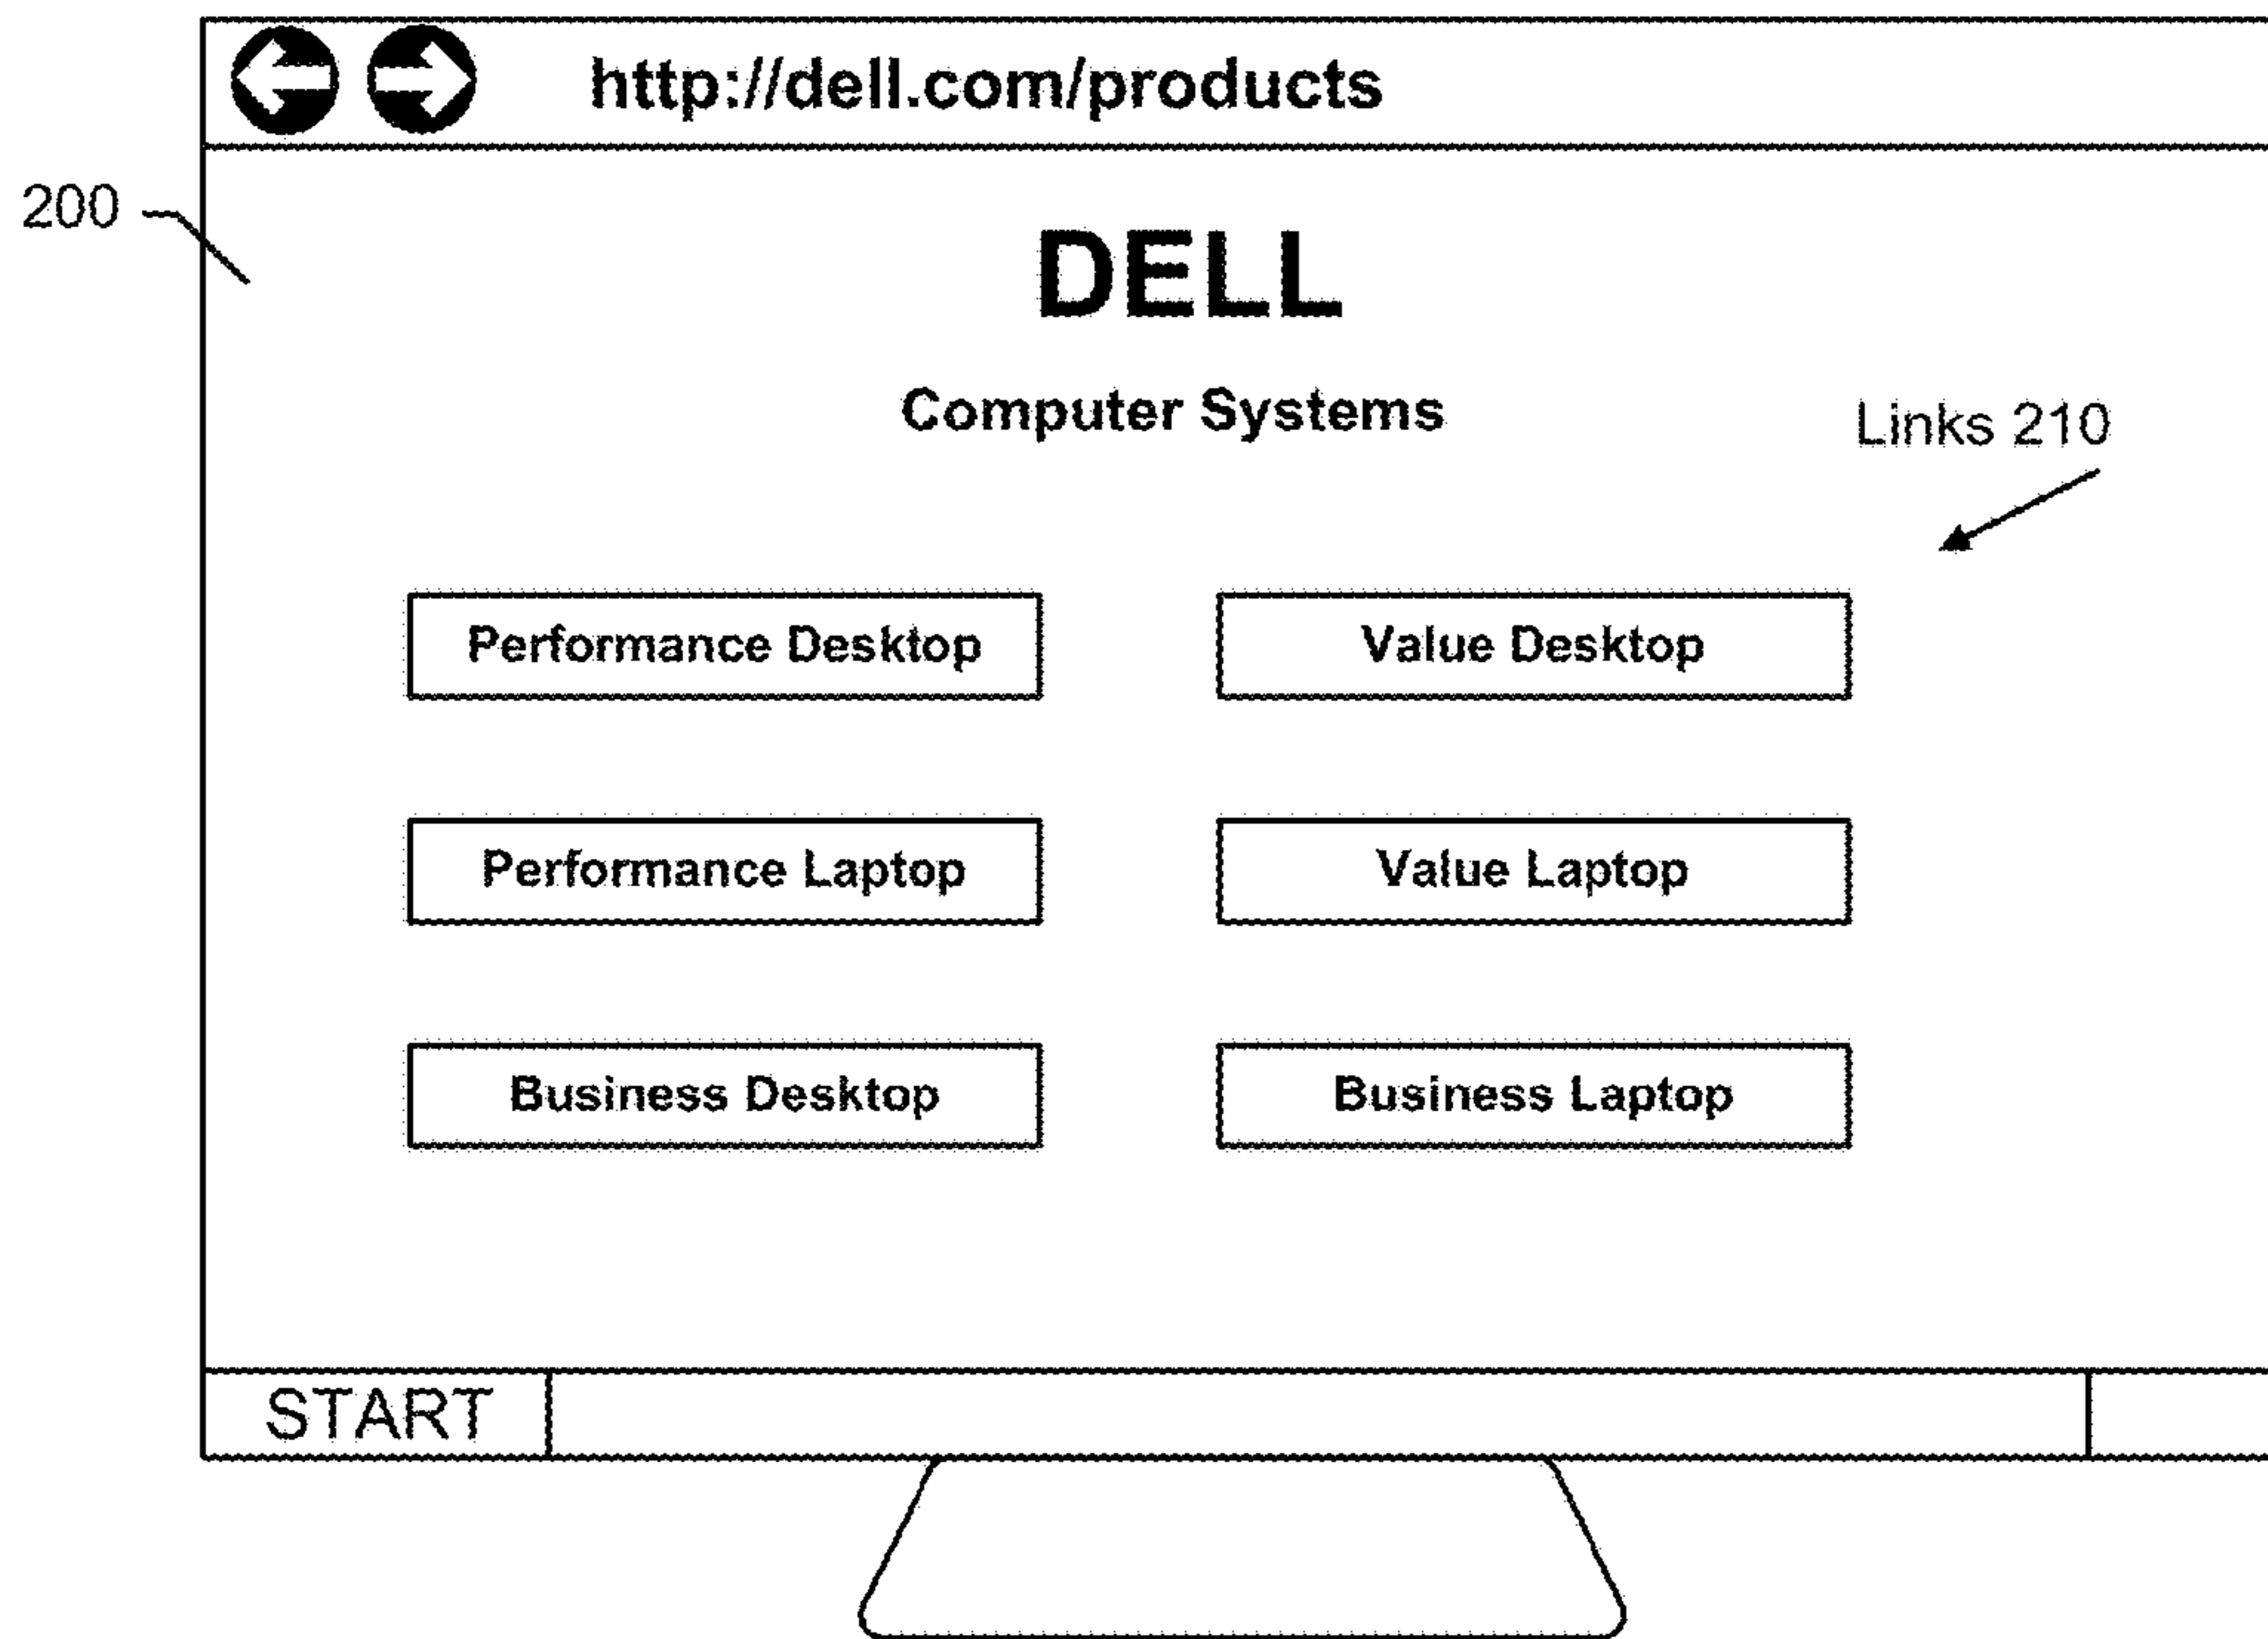 http://dell.com/products
200
DELL
Computer Systems
Links 210
Performance Desktop
Value Desktop
Performance Laptop
Value Laptop
Business Desktop
Business Laptop
START